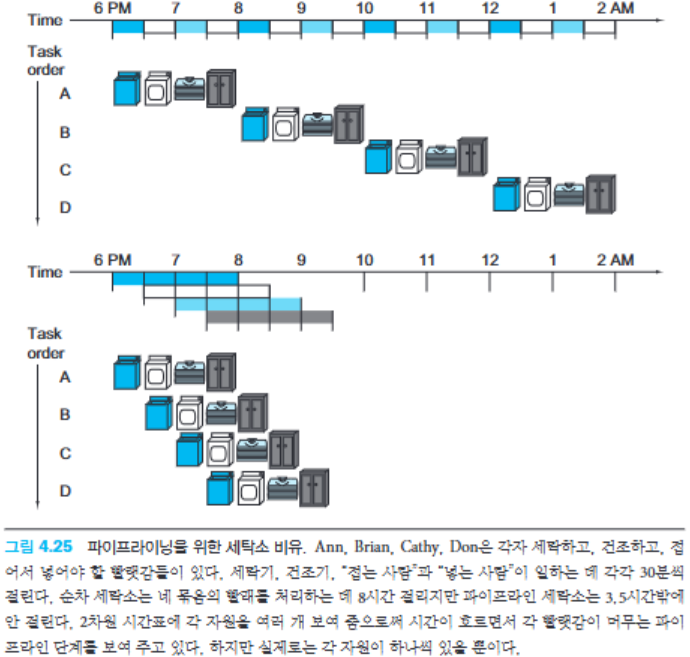 6 PM 7 8 9 10 11 12 1 2 AM
Time
Task
order
A
B
C
D
6 PM 7 8 9 10 11 12 1 2 AM
Time
Task
order
A
B
C
D
그림 4.25 파이프라이닝을 위한 세탁소 비유. Ann, Brian, Cathy, Don은 각자 세탁하고, 건조하고, 접
어서 넣어야 할 빨랫감들이 있다. 세탁기, 건조기, “접는 사람”과 “넣는 사람”이 일하는 데 각각 30분씩
걸린다. 순차 세탁소는 네 묶음의 빨래를 처리하는 데 8시간 걸리지만 파이프라인 세탁소는 3.5시간밖에
안 걸린다. 2차원 시간표에 각 자원을 여러 개 보여 줌으로써 시간이 흐르면서 각 빨랫감이 머무는 파이
프라인 단계를 보여 주고 있다. 하지만 실제로는 각 자원이 하나씩 있을 뿐이다.